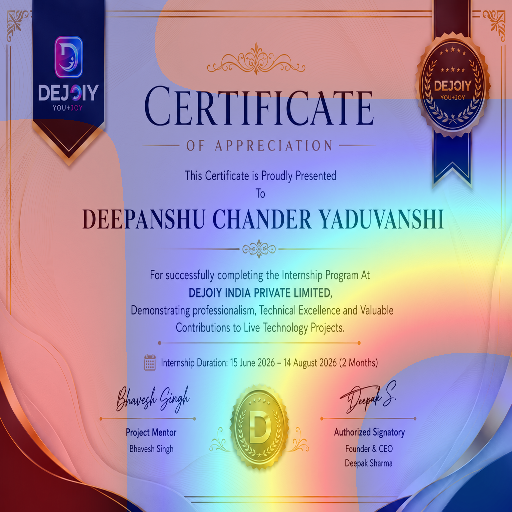 DEJOIY
YOU+JOY
DEJOIY
YOU+JOY
CERTIFICATE
OF APPRECIATION
This Certificate is Proudly Presented
To
DEEPANSHU CHANDER YADUVANSHI
For successfully completing the Internship Program At
DEJOIY INDIA PRIVATE LIMITED,
Demonstrating professionalism, Technical Excellence and Valuable
Contributions to Live Technology Projects.
Internship Duration: 15 June 2026 – 14 August 2026 (2 Months)
Bhavesh Singh
Deepak S.
D
Project Mentor
Bhavesh Singh
Authorized Signatory
Founder & CEO
Deepak Sharma